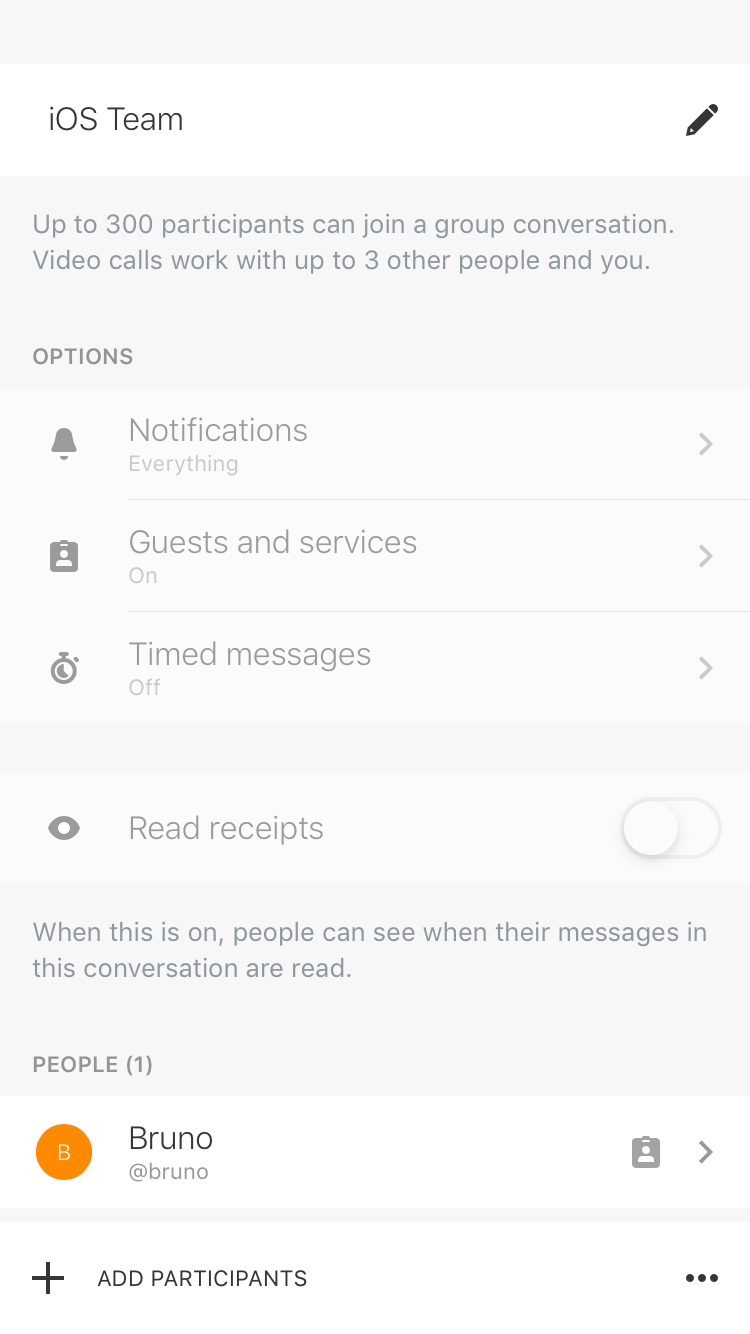 iOS Team
Up to 300 participants can join a group conversation.
Video calls work with up to 3 other people and you.
OPTIONS
Notifications
Everything
Guests and services
On
Timed messages
Off
Read receipts
When this is on, people can see when their messages in
this conversation are read.
PEOPLE (1)
B
Bruno
@bruno
ADD PARTICIPANTS